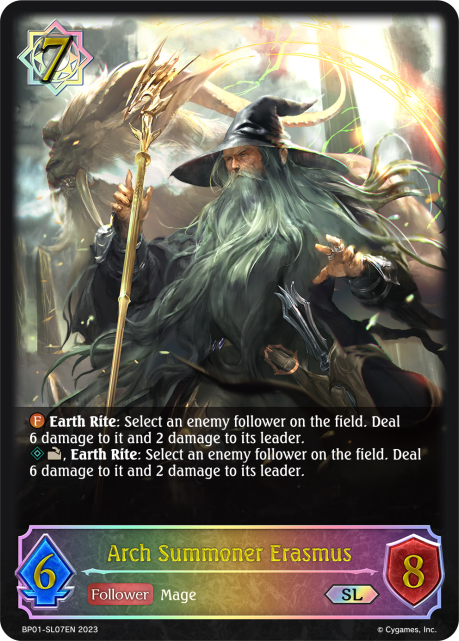 7
F Earth Rite: Select an enemy follower on the field. Deal
6 damage to it and 2 damage to its leader.
, Earth Rite: Select an enemy follower on the field. Deal
6 damage to it and 2 damage to its leader.
Arch Summoner Erasmus
6
Follower Mage
SL
8
BP01-SL07EN 2023
© Cygames, Inc.